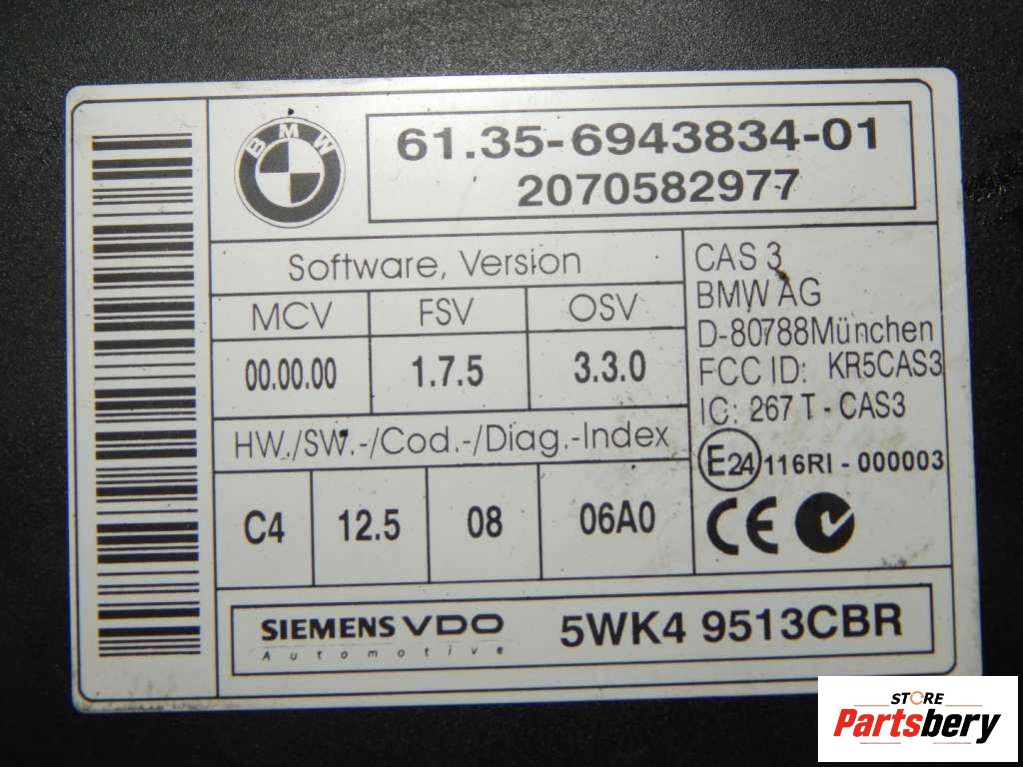 BMW
61.35-6943834-01
2070582977
Software, Version
MCV FSV OSV
00.00.00 1.7.5 3.3.0
HW./SW.-/Cod.-/Diag.-Index
C4 12.5 08 06A0
CAS 3
BMW AG
D-80788München
FCC ID: KR5CAS3
IC: 267 T - CAS3
E24 116RI - 000003
CE
SIEMENS VDO 5WK4 9513CBR
Automotive
STORE
Partsbery